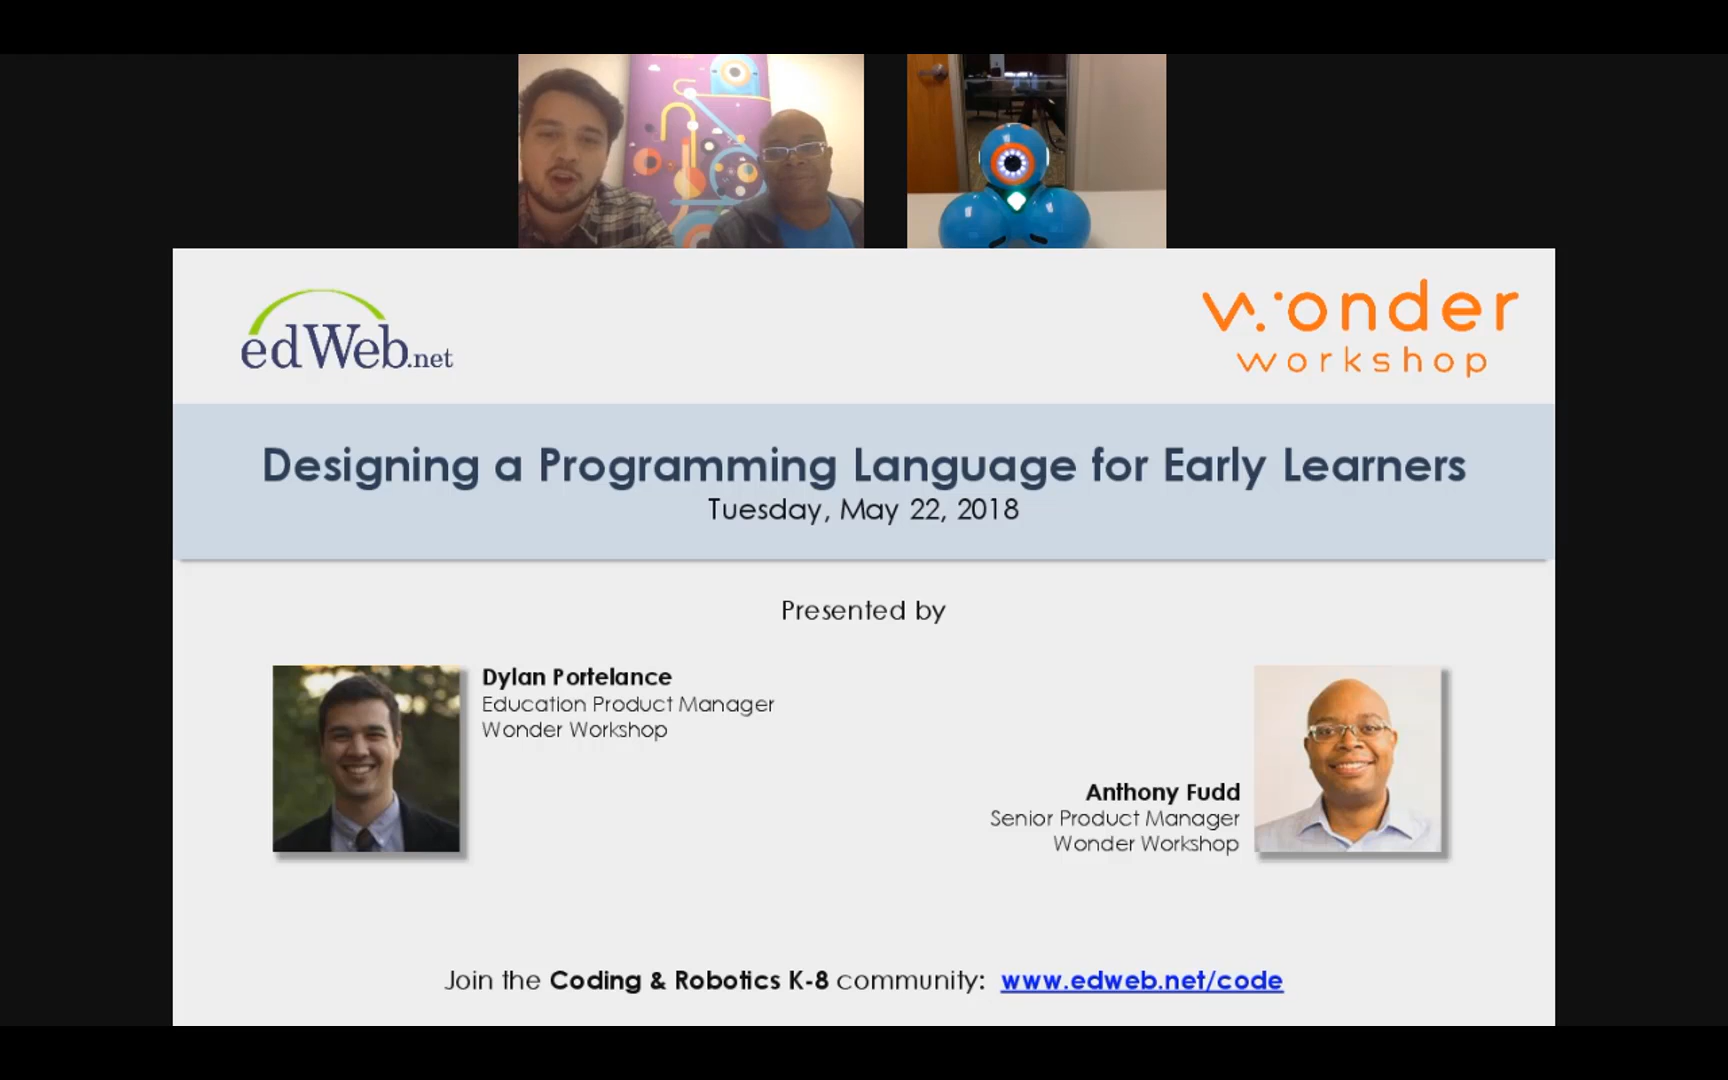 edWeb.net
wonder
workshop
Designing a Programming Language for Early Learners
Tuesday, May 22, 2018
Presented by
Dylan Portelance
Education Product Manager
Wonder Workshop
Anthony Fudd
Senior Product Manager
Wonder Workshop
Join the Coding & Robotics K-8 community: www.edweb.net/code